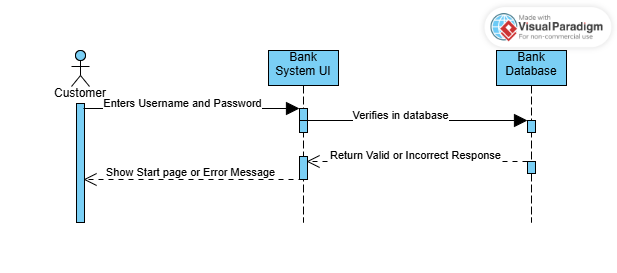 Made with
Visual Paradigm
For non-commercial use
Bank
System UI
Bank
Database
Customer
Enters Username and Password
Verifies in database
Return Valid or Incorrect Response
Show Start page or Error Message